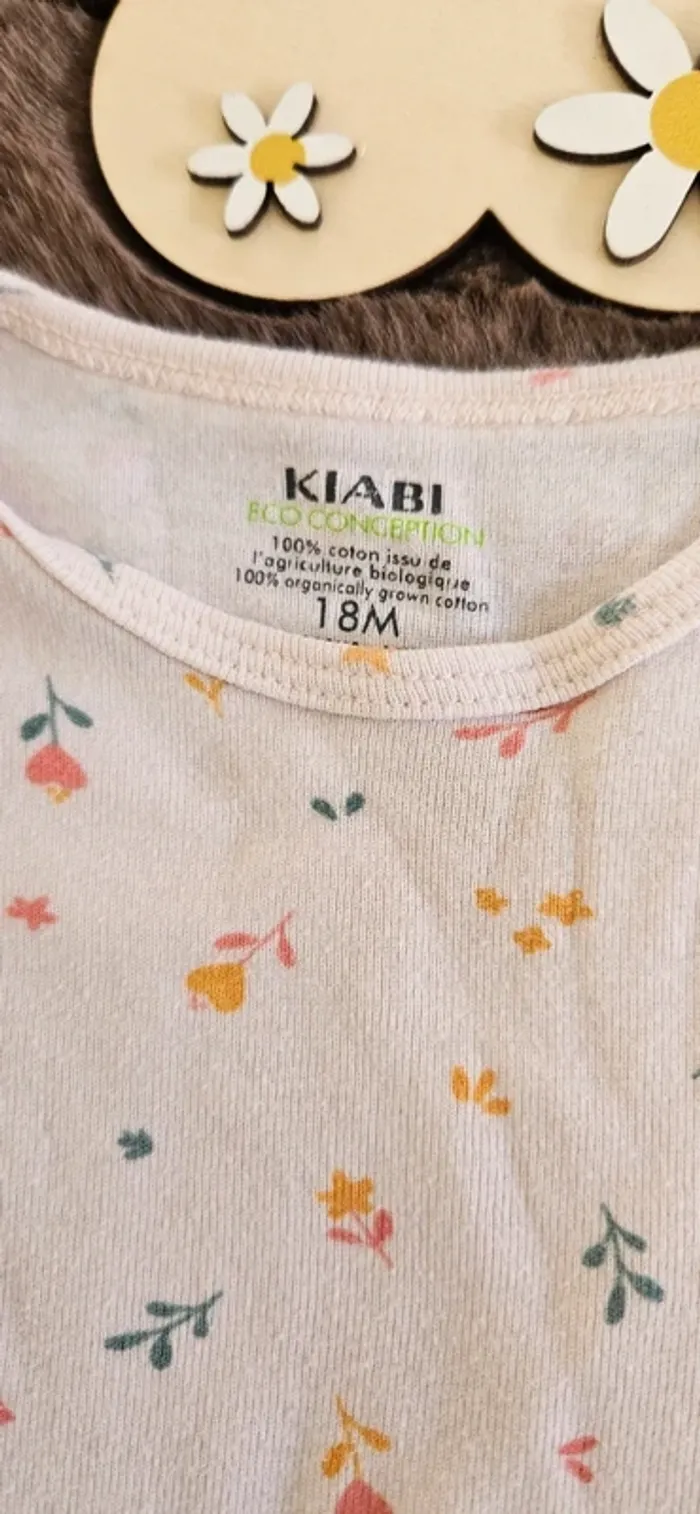 KIABI
ECO CONCEPTION
100% coton issu de
l'agriculture biologique
100% organically grown cotton
18M